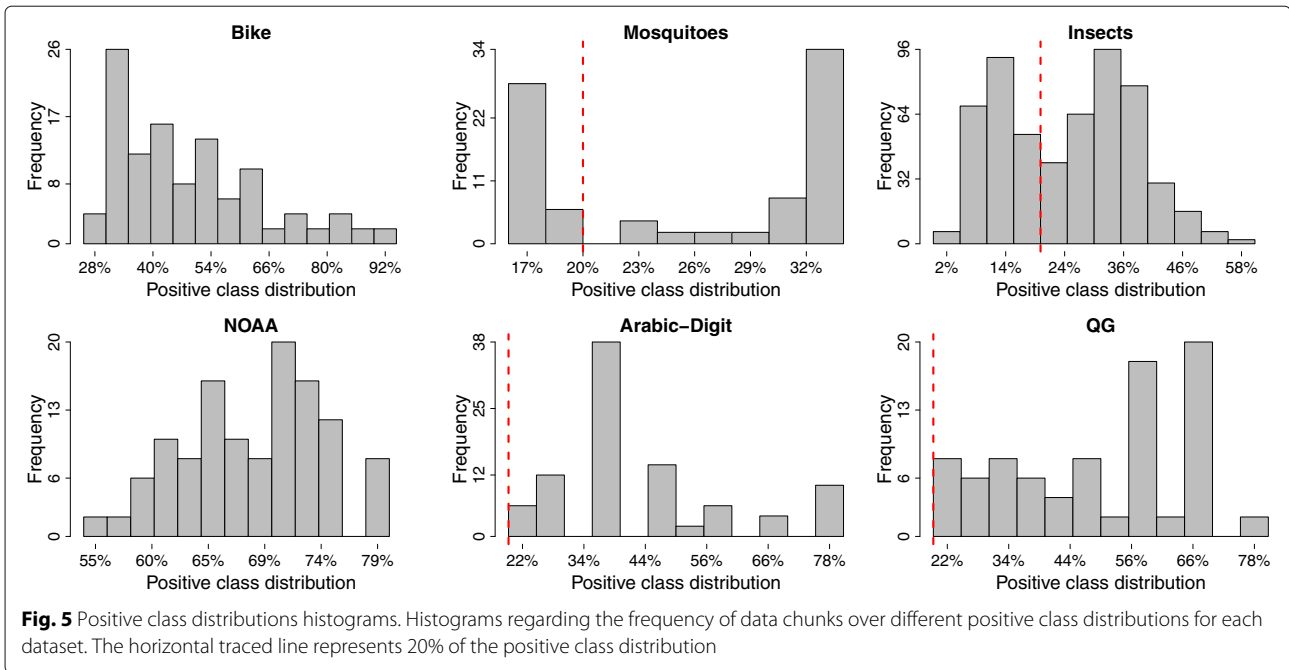 Bike
Frequency
26
17
8
0
28% 40% 54% 66% 80% 92%
Positive class distribution
Mosquitoes
Frequency
34
22
11
0
17% 20% 23% 26% 29% 32%
Positive class distribution
Insects
Frequency
96
64
32
0
2% 14% 24% 36% 46% 58%
Positive class distribution
NOAA
Frequency
20
13
6
0
55% 60% 65% 69% 74% 79%
Positive class distribution
Arabic–Digit
Frequency
38
25
12
0
22% 34% 44% 56% 66% 78%
Positive class distribution
QG
Frequency
20
13
6
0
22% 34% 44% 56% 66% 78%
Positive class distribution
Fig. 5 Positive class distributions histograms. Histograms regarding the frequency of data chunks over different positive class distributions for each
dataset. The horizontal traced line represents 20% of the positive class distribution